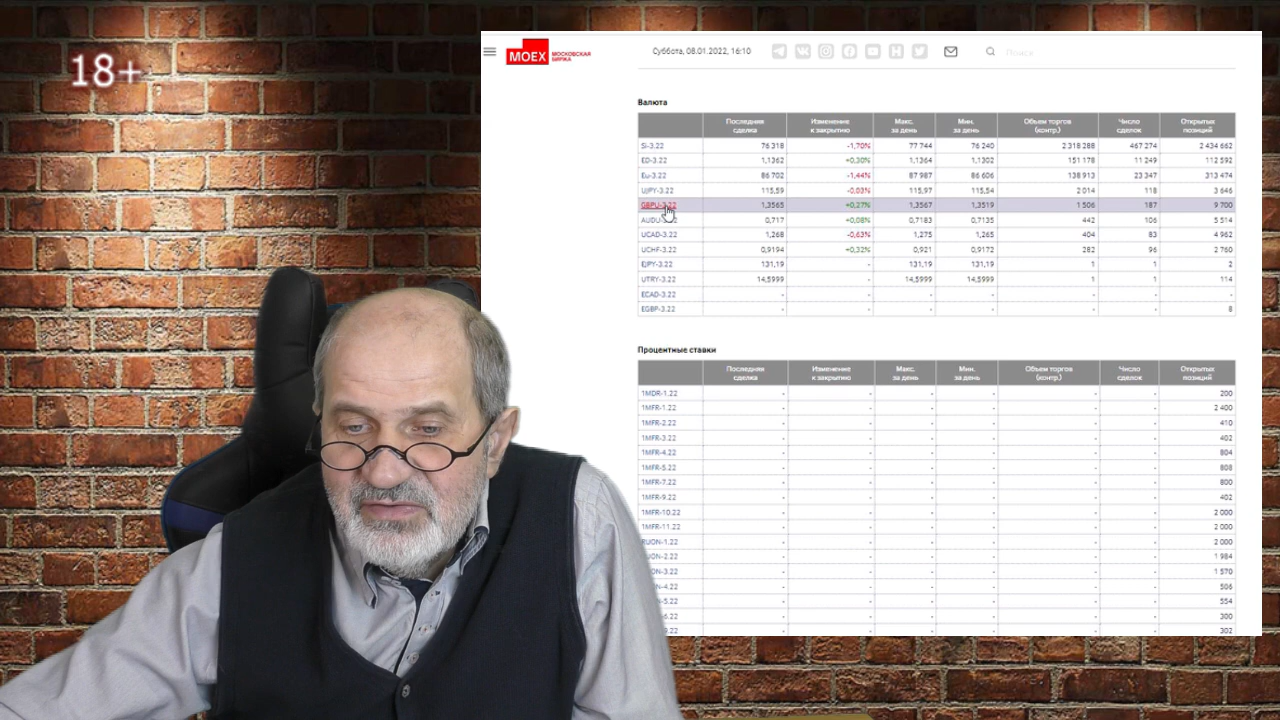 18+
MOEX МОСКОВСКАЯ БИРЖА
Суббота, 08.01.2022, 16:10
Поиск
Валюта
Последняя сделка Изменение к закрытию Макс. за день Мин. за день Объем торгов (контр.) Число сделок Открытых позиций
Si-3.22 76 318 -1,70% 77 744 76 240 2 318 288 467 274 2 434 662
ED-3.22 1,1362 +0,30% 1,1364 1,1302 151 178 11 249 112 592
Eu-3.22 86 702 -1,44% 87 987 86 606 138 913 23 347 313 474
UJPY-3.22 115,59 -0,03% 115,97 115,54 2 014 118 3 646
GBPU-3.22 1,3565 +0,27% 1,3567 1,3519 1 506 187 9 700
AUDU- 0,717 +0,08% 0,7183 0,7135 442 106 5 514
UCAD-3.22 1,268 -0,63% 1,275 1,265 404 83 4 962
UCHF-3.22 0,9194 +0,32% 0,921 0,9172 282 96 2 760
EJPY-3.22 131,19 - 131,19 131,19 1 1 2
UTRY-3.22 14,5999 - 14,5999 14,5999 1 114
ECAD-3.22 - - - - - - -
EGBP-3.22 - - - - - - 8
Процентные ставки
Последняя сделка Изменение к закрытию Макс. за день Мин. за день Объем торгов (контр.) Число сделок Открытых позиций
1MDR-1.22 - - - - - - 200
1MFR-1.22 - - - - - - 2 400
1MFR-2.22 - - - - - - 410
1MFR-3.22 - - - - - - 402
1MFR-4.22 - - - - - - 804
1MFR-5.22 - - - - - - 808
1MFR-7.22 - - - - - - 800
1MFR-9.22 - - - - - - 402
1MFR-10.22 - - - - - - 2 000
1MFR-11.22 - - - - - - 2 000
RUON-1.22 - - - - - - 2 000
UON-2.22 - - - - - - 1 984
ON-3.22 - - - - - - 1 570
N-4.22 - - - - - - 506
-5.22 - - - - - - 554
.22 - - - - - - 300
.22 - - - - - - 302